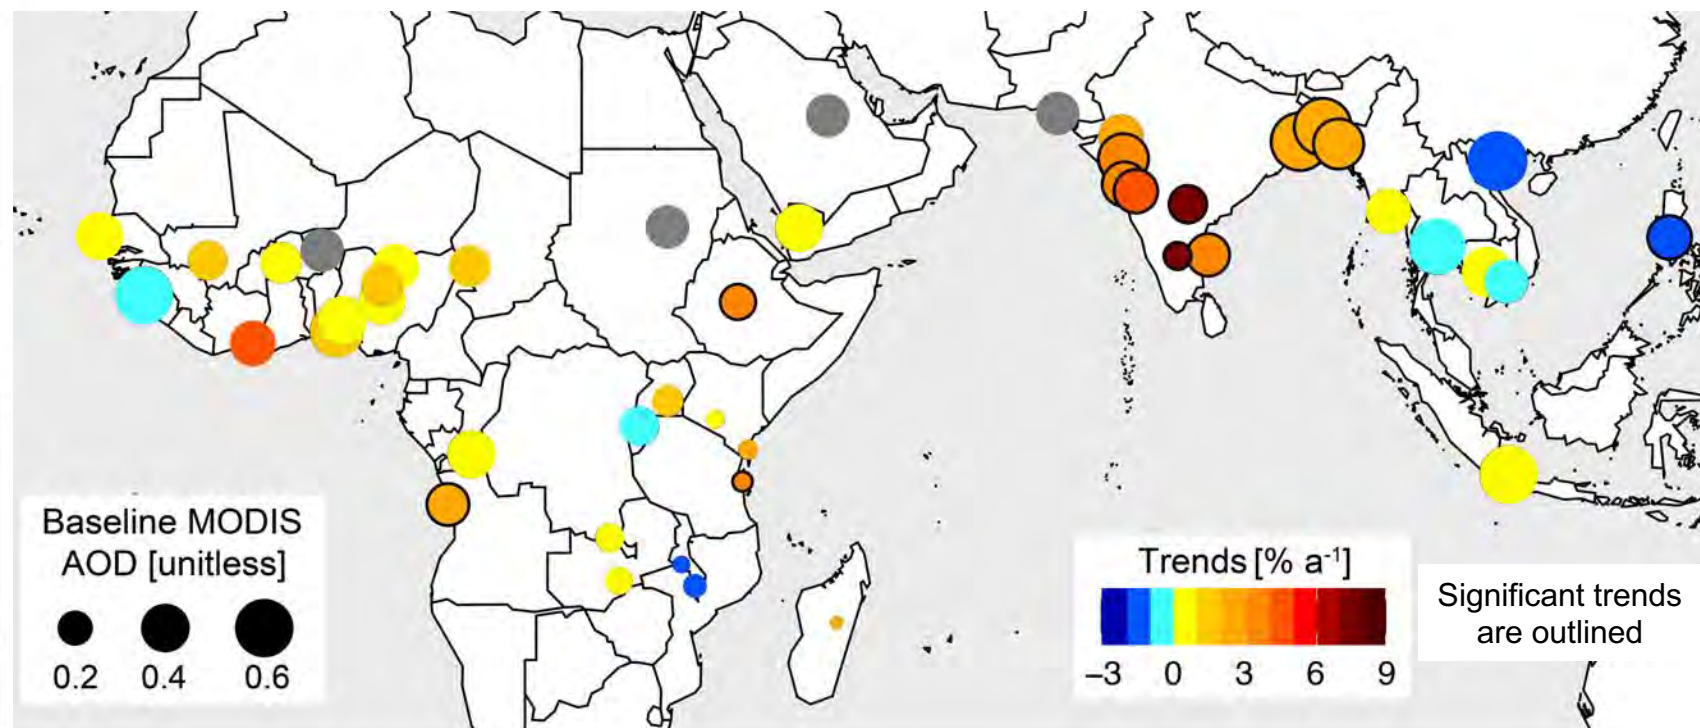 Baseline MODIS
AOD [unitless]
0.2 0.4 0.6
Trends [% a⁻¹]
–3 0 3 6 9
Significant trends
are outlined